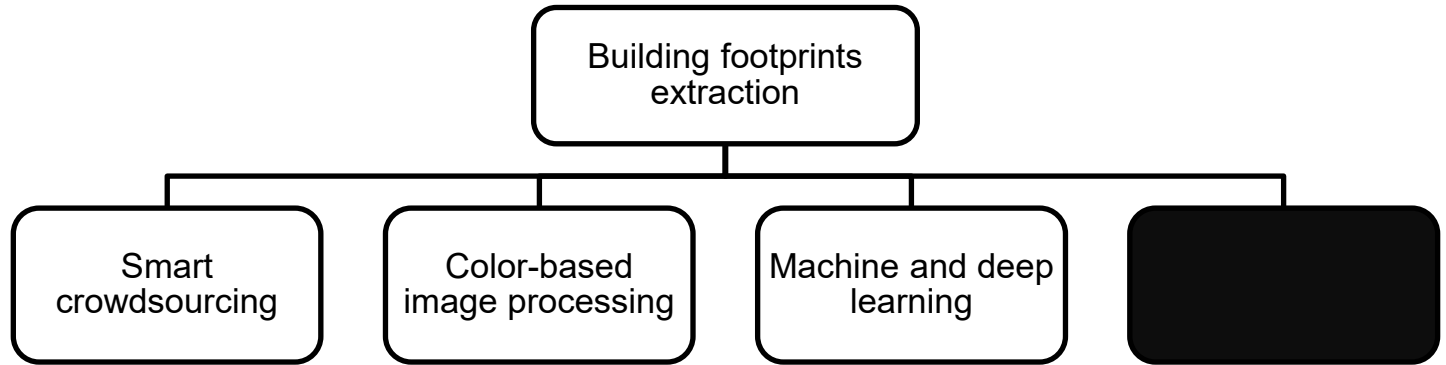 Building footprints
extraction
Smart
crowdsourcing
Color-based
image processing
Machine and deep
learning